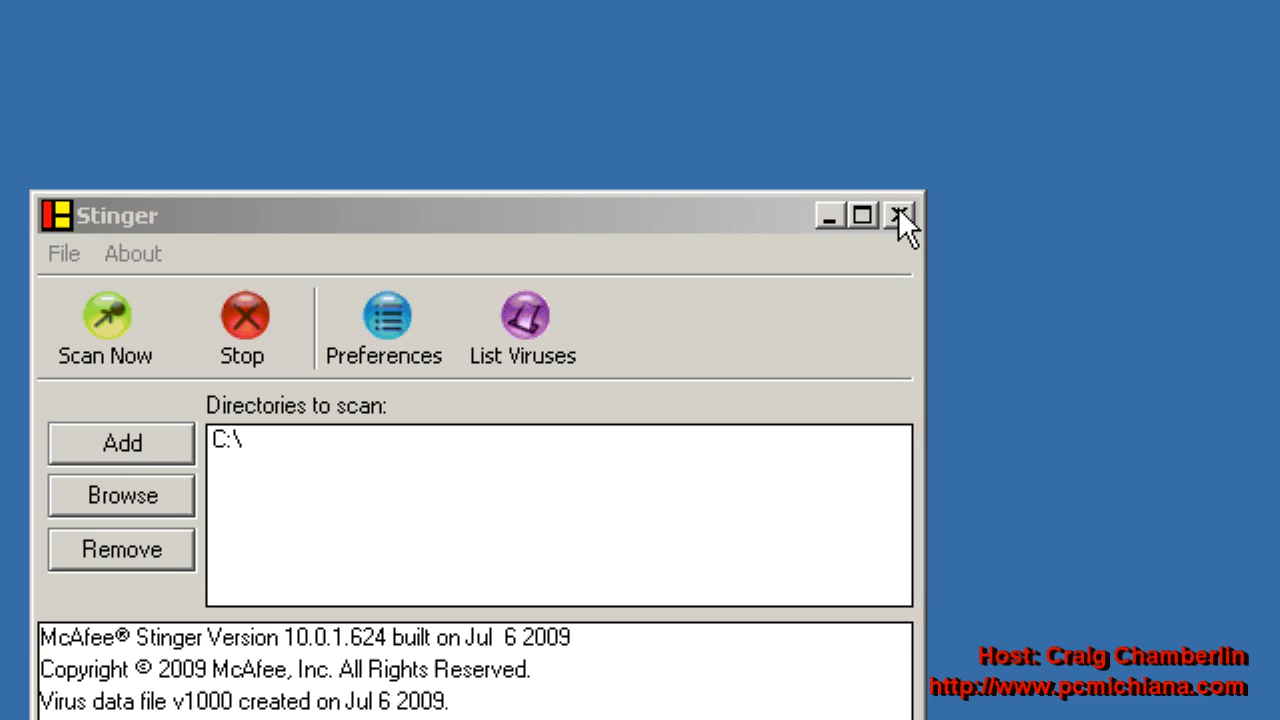 Stinger
File About
Scan Now Stop Preferences List Viruses
Directories to scan:
Add
C:\
Browse
Remove
McAfee® Stinger Version 10.0.1.624 built on Jul 6 2009
Copyright © 2009 McAfee, Inc. All Rights Reserved.
Virus data file v1000 created on Jul 6 2009.
Host: Craig Chamberlin
http://www.pcmichiana.com